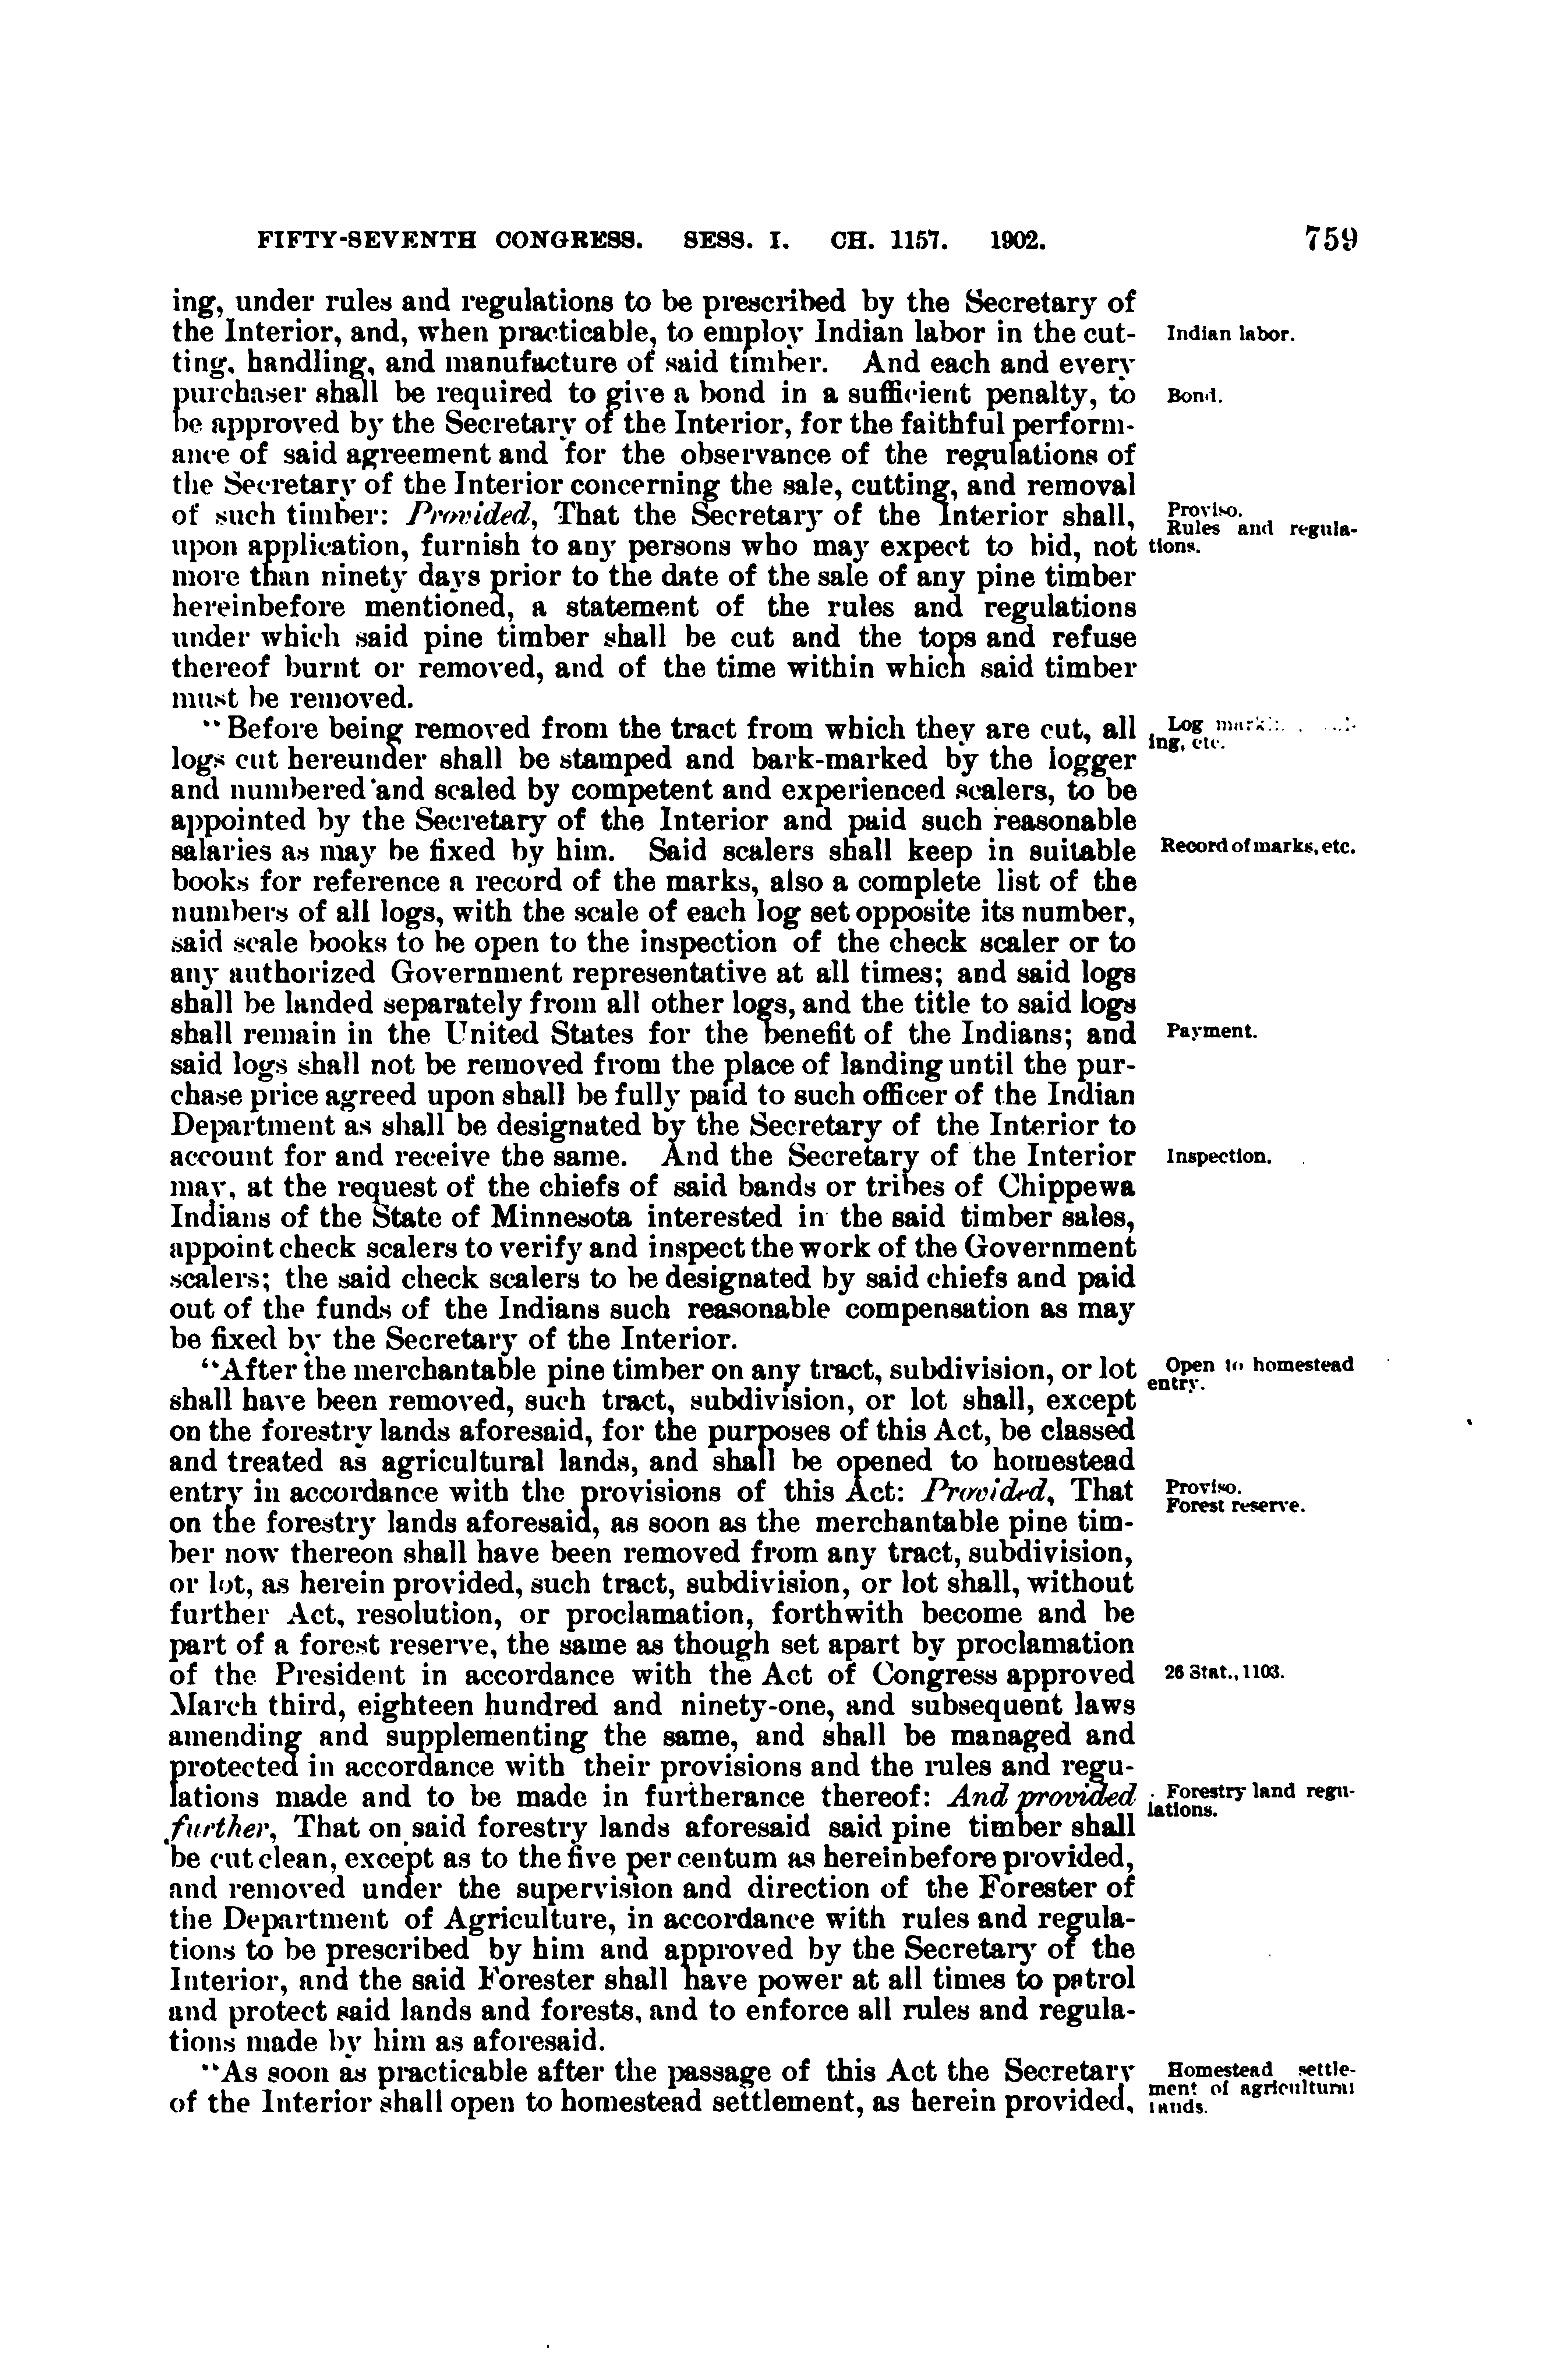 FIFTY-SEVENTH CONGRESS. SESS. I. CH. 1157. 1902. 759
ing, under rules and regulations to be prescribed by the Secretary of
the Interior, and, when practicable, to employ Indian labor in the cut-
Indian labor.
ting, handling, and manufacture of said timber. And each and every
purchaser shall be required to give a bond in a sufficient penalty, to
Bond.
be approved by the Secretary of the Interior, for the faithful perform-
ance of said agreement and for the observance of the regulations of
the Secretary of the Interior concerning the sale, cutting, and removal
of such timber: Provided, That the Secretary of the Interior shall,
Proviso.
Rules and regula-
upon application, furnish to any persons who may expect to bid, not
tions.
more than ninety days prior to the date of the sale of any pine timber
hereinbefore mentioned, a statement of the rules and regulations
under which said pine timber shall be cut and the tops and refuse
thereof burnt or removed, and of the time within which said timber
must be removed.
"Before being removed from the tract from which they are cut, all
Log
ing, etc.
logs cut hereunder shall be stamped and bark-marked by the logger
and numbered and scaled by competent and experienced scalers, to be
appointed by the Secretary of the Interior and paid such reasonable
salaries as may be fixed by him. Said scalers shall keep in suitable
Record of marks, etc.
books for reference a record of the marks, also a complete list of the
numbers of all logs, with the scale of each log set opposite its number,
said scale books to be open to the inspection of the check scaler or to
any authorized Government representative at all times; and said logs
shall be landed separately from all other logs, and the title to said logs
shall remain in the United States for the benefit of the Indians; and
Payment.
said logs shall not be removed from the place of landing until the pur-
chase price agreed upon shall be fully paid to such officer of the Indian
Department as shall be designated by the Secretary of the Interior to
account for and receive the same. And the Secretary of the Interior
Inspection.
may, at the request of the chiefs of said bands or tribes of Chippewa
Indians of the State of Minnesota interested in the said timber sales,
appoint check scalers to verify and inspect the work of the Government
scalers; the said check scalers to be designated by said chiefs and paid
out of the funds of the Indians such reasonable compensation as may
be fixed by the Secretary of the Interior.
"After the merchantable pine timber on any tract, subdivision, or lot
Open to homestead
entry.
shall have been removed, such tract, subdivision, or lot shall, except
on the forestry lands aforesaid, for the purposes of this Act, be classed
and treated as agricultural lands, and shall be opened to homestead
entry in accordance with the provisions of this Act: Provided, That
Proviso.
Forest reserve.
on the forestry lands aforesaid, as soon as the merchantable pine tim-
ber now thereon shall have been removed from any tract, subdivision,
or lot, as herein provided, such tract, subdivision, or lot shall, without
further Act, resolution, or proclamation, forthwith become and be
part of a forest reserve, the same as though set apart by proclamation
of the President in accordance with the Act of Congress approved
26 Stat., 1103.
March third, eighteen hundred and ninety-one, and subsequent laws
amending and supplementing the same, and shall be managed and
protected in accordance with their provisions and the rules and regu-
lations made and to be made in furtherance thereof: And provided
Forestry land regu-
lations.
further, That on said forestry lands aforesaid said pine timber shall
be cut clean, except as to the five per centum as hereinbefore provided,
and removed under the supervision and direction of the Forester of
the Department of Agriculture, in accordance with rules and regula-
tions to be prescribed by him and approved by the Secretary of the
Interior, and the said Forester shall have power at all times to patrol
and protect said lands and forests, and to enforce all rules and regula-
tions made by him as aforesaid.
"As soon as practicable after the passage of this Act the Secretary
Homestead settle-
ment of agricultural
lands.
of the Interior shall open to homestead settlement, as herein provided,